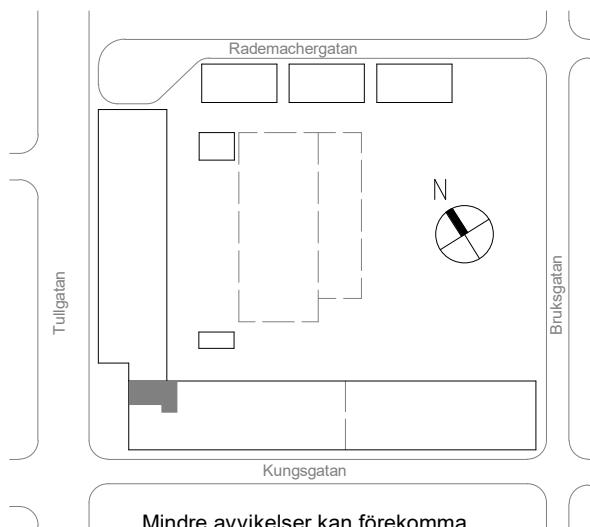 Rademachergatan
N
Tullgatan
Bruksgatan
Kungsgatan
Mindre avvikelser kan förekomma